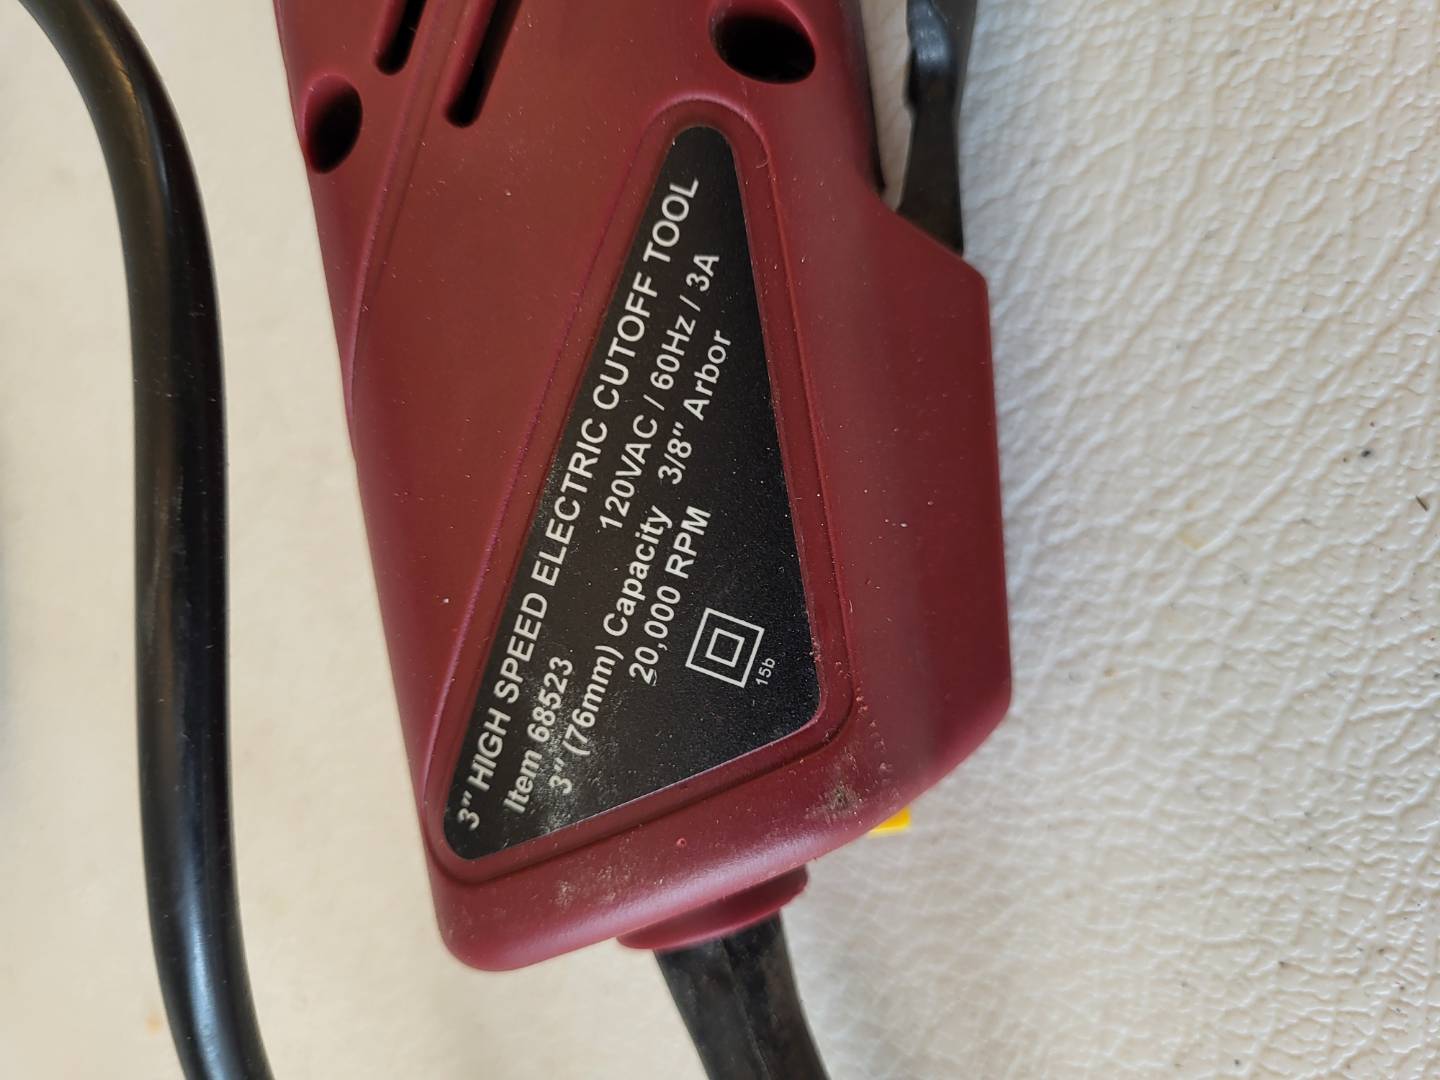 3" HIGH SPEED ELECTRIC CUTOFF TOOL
Item 68523 120VAC / 60Hz / 3A
3" (76mm) Capacity 3/8" Arbor
20,000 RPM
15b